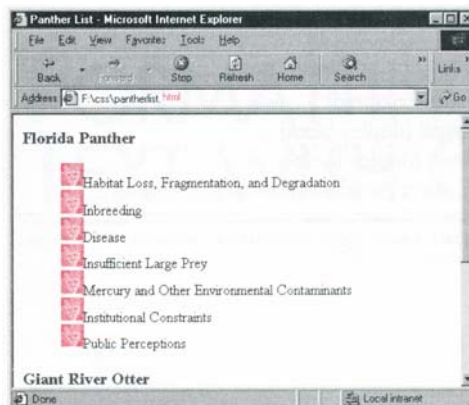 Panther List - Microsoft Internet Explorer
File Edit View Favorites Tools Help
Back Forward Stop Refresh Home Search » Links »
Address F:\css\pantherlist.html Go
Florida Panther
Habitat Loss, Fragmentation, and Degradation
Inbreeding
Disease
Insufficient Large Prey
Mercury and Other Environmental Contaminants
Institutional Constraints
Public Perceptions
Giant River Otter
Done Local intranet